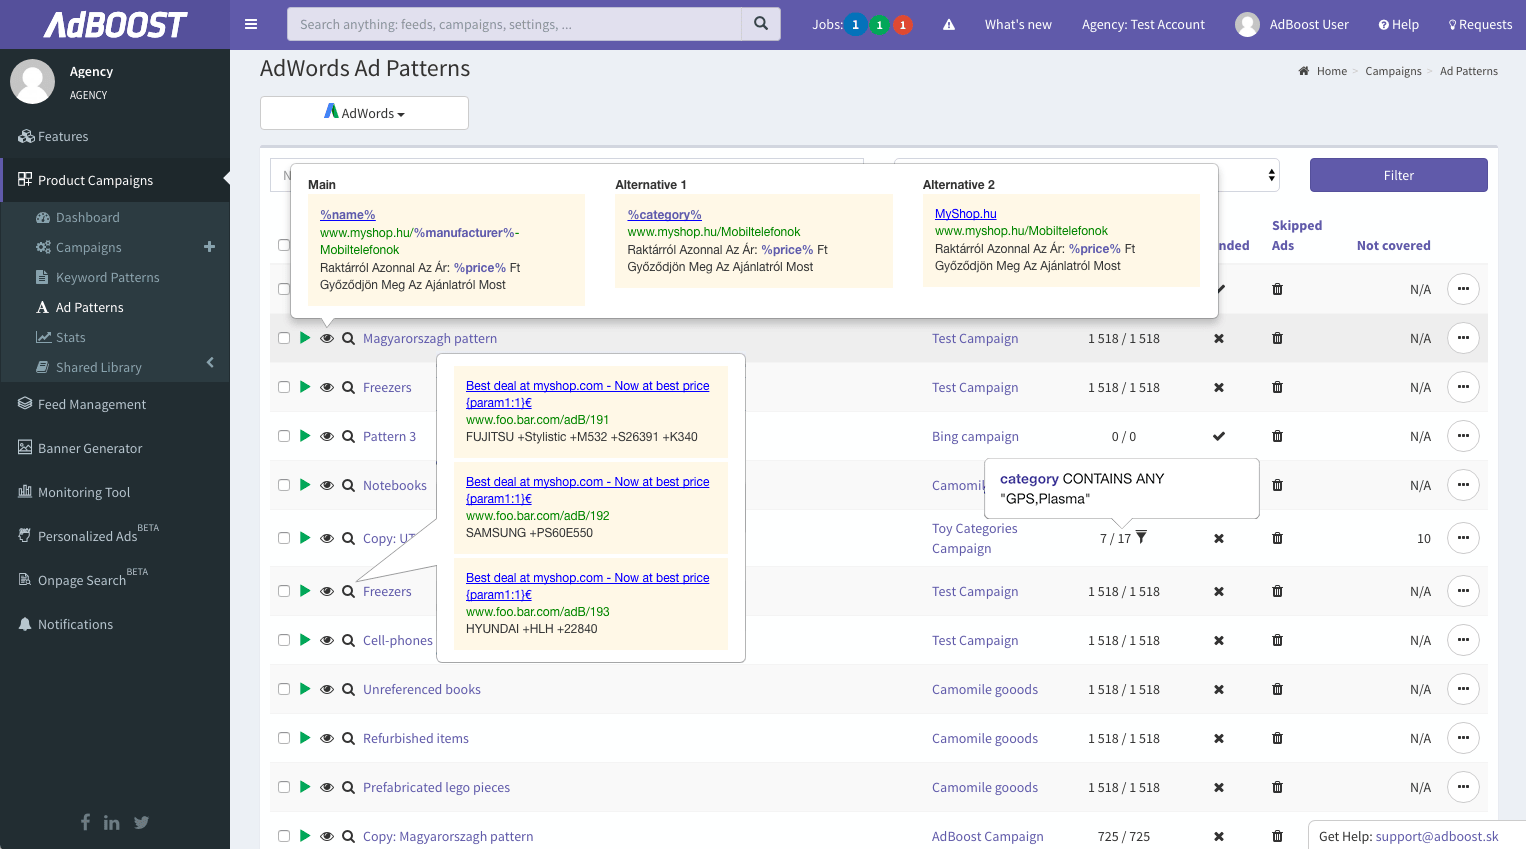 AdBOOST
Search anything: feeds, campaigns, settings, ...
Jobs: 1 1 1
What's new
Agency: Test Account
AdBoost User
Help
Requests
Agency
AGENCY
Features
Product Campaigns
Dashboard
Campaigns
Keyword Patterns
Ad Patterns
Stats
Shared Library
Feed Management
Banner Generator
Monitoring Tool
Personalized Ads BETA
Onpage Search BETA
Notifications
AdWords Ad Patterns
Home > Campaigns > Ad Patterns
AdWords
Filter
Main
%name%
www.myshop.hu/%manufacturer%-
Mobiltelefonok
Raktárról Azonnal Az Ár: %price% Ft
Győződjön Meg Az Ajánlatról Most
Alternative 1
%category%
www.myshop.hu/Mobiltelefonok
Raktárról Azonnal Az Ár: %price% Ft
Győződjön Meg Az Ajánlatról Most
Alternative 2
MyShop.hu
www.myshop.hu/Mobiltelefonok
Raktárról Azonnal Az Ár: %price% Ft
Győződjön Meg Az Ajánlatról Most
Skipped
Ads
Not covered
N/A
Magyarorszagh pattern Test Campaign 1 518 / 1 518 N/A
Freezers Test Campaign 1 518 / 1 518 N/A
Pattern 3 Bing campaign 0 / 0 N/A
Notebooks N/A
Copy: Toy Categories
Campaign 7 / 17 10
Freezers Test Campaign 1 518 / 1 518 N/A
Cell-phones Test Campaign 1 518 / 1 518 N/A
Unreferenced books Camomile gooods 1 518 / 1 518 N/A
Refurbished items Camomile gooods 1 518 / 1 518 N/A
Prefabricated lego pieces Camomile gooods 1 518 / 1 518 N/A
Copy: Magyarorszagh pattern AdBoost Campaign 725 / 725
Best deal at myshop.com - Now at best price
{param1:1}€
www.foo.bar.com/adB/191
FUJITSU +Stylistic +M532 +S26391 +K340
Best deal at myshop.com - Now at best price
{param1:1}€
www.foo.bar.com/adB/192
SAMSUNG +PS60E550
Best deal at myshop.com - Now at best price
{param1:1}€
www.foo.bar.com/adB/193
HYUNDAI +HLH +22840
category CONTAINS ANY
"GPS,Plasma"
Get Help: support@adboost.sk